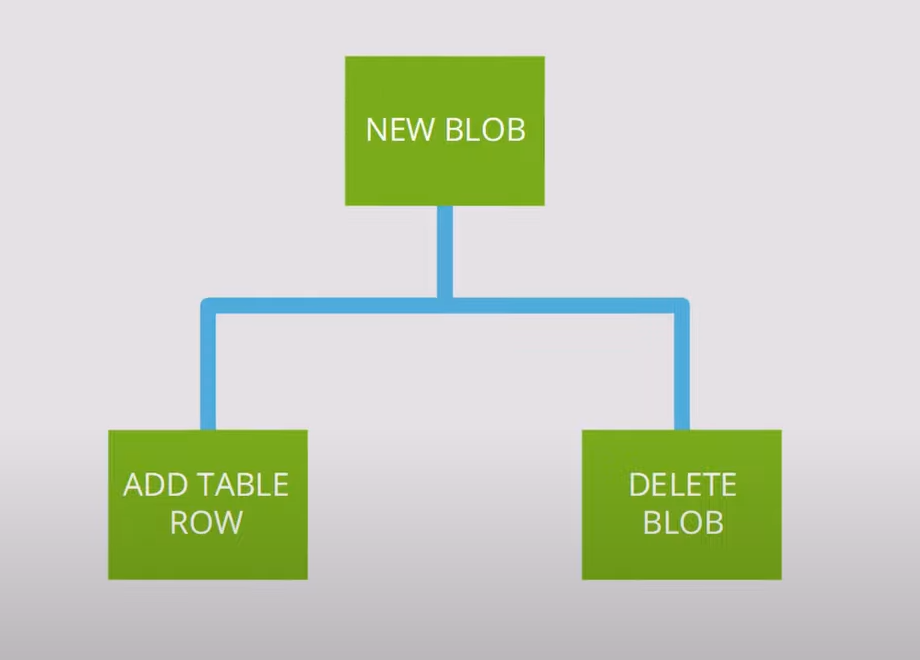 NEW BLOB
ADD TABLE
ROW
DELETE
BLOB